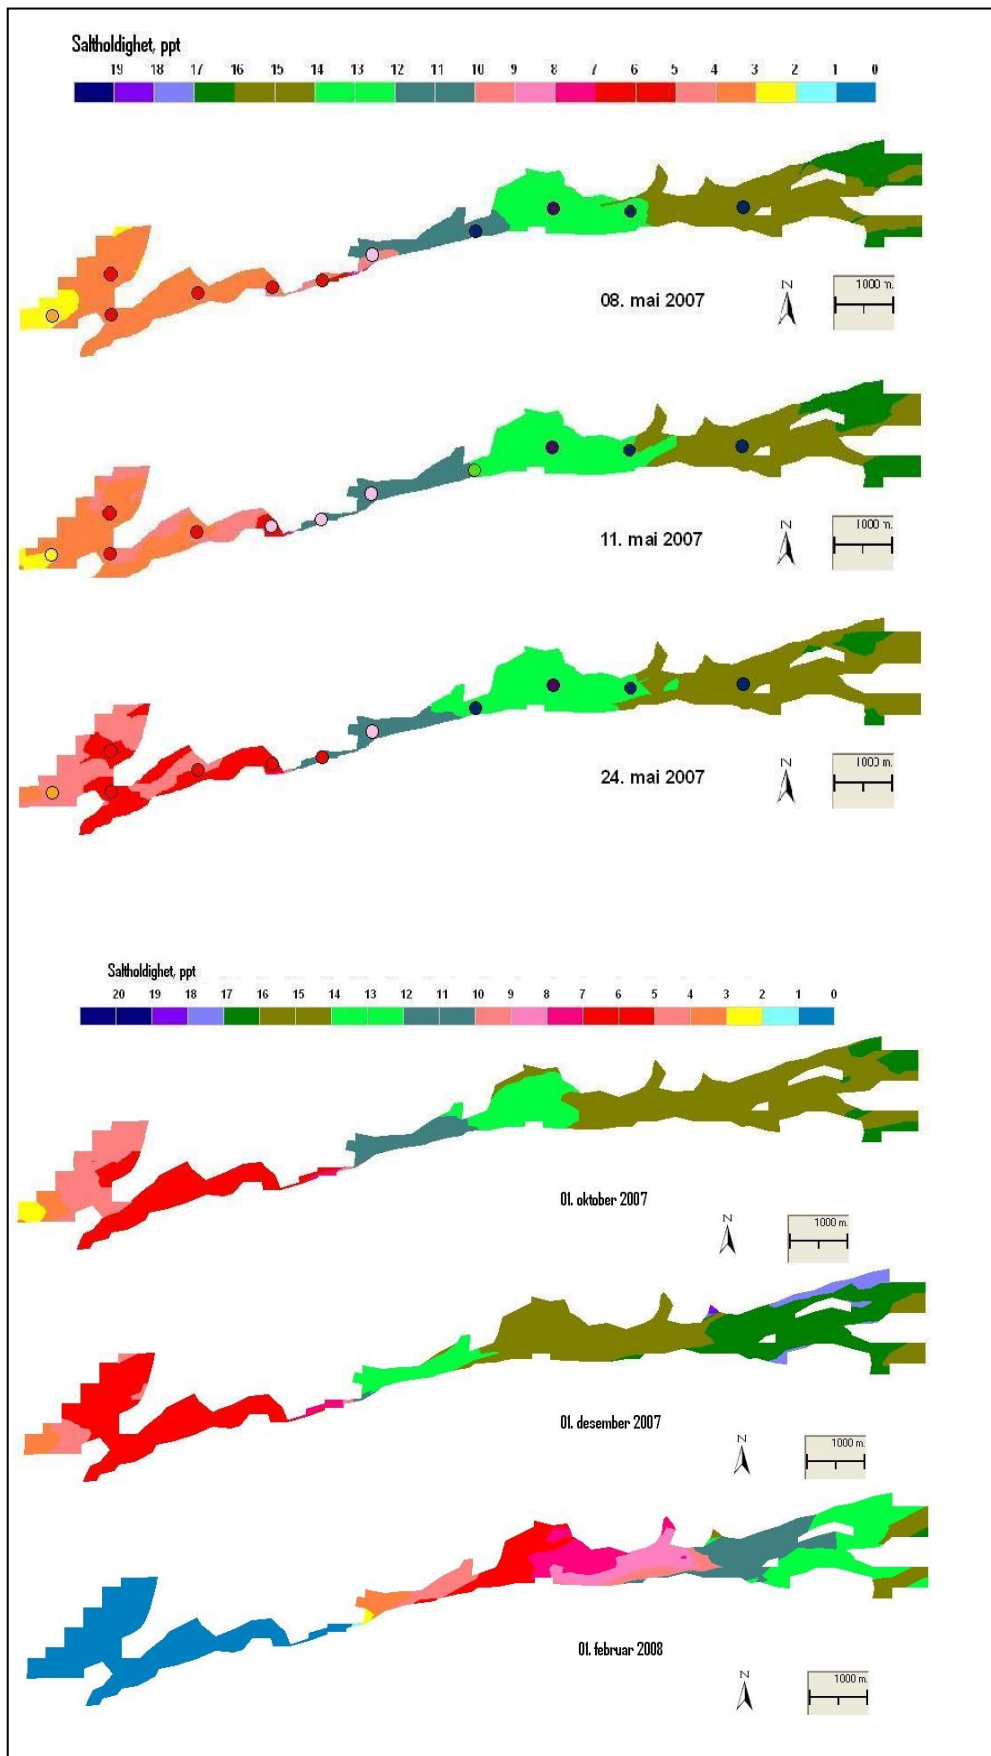 Saltholdighet, ppt
19 18 17 16 15 14 13 12 11 10 9 8 7 6 5 4 3 2 1 0
08. mai 2007
N
1000 m.
11. mai 2007
N
1000 m.
24. mai 2007
N
1000 m.
Saltholdighet, ppt
20 19 18 17 16 15 14 13 12 11 10 9 8 7 6 5 4 3 2 1 0
01. oktober 2007
N
1000 m.
01. desember 2007
N
1000 m.
01. februar 2008
N
1000 m.